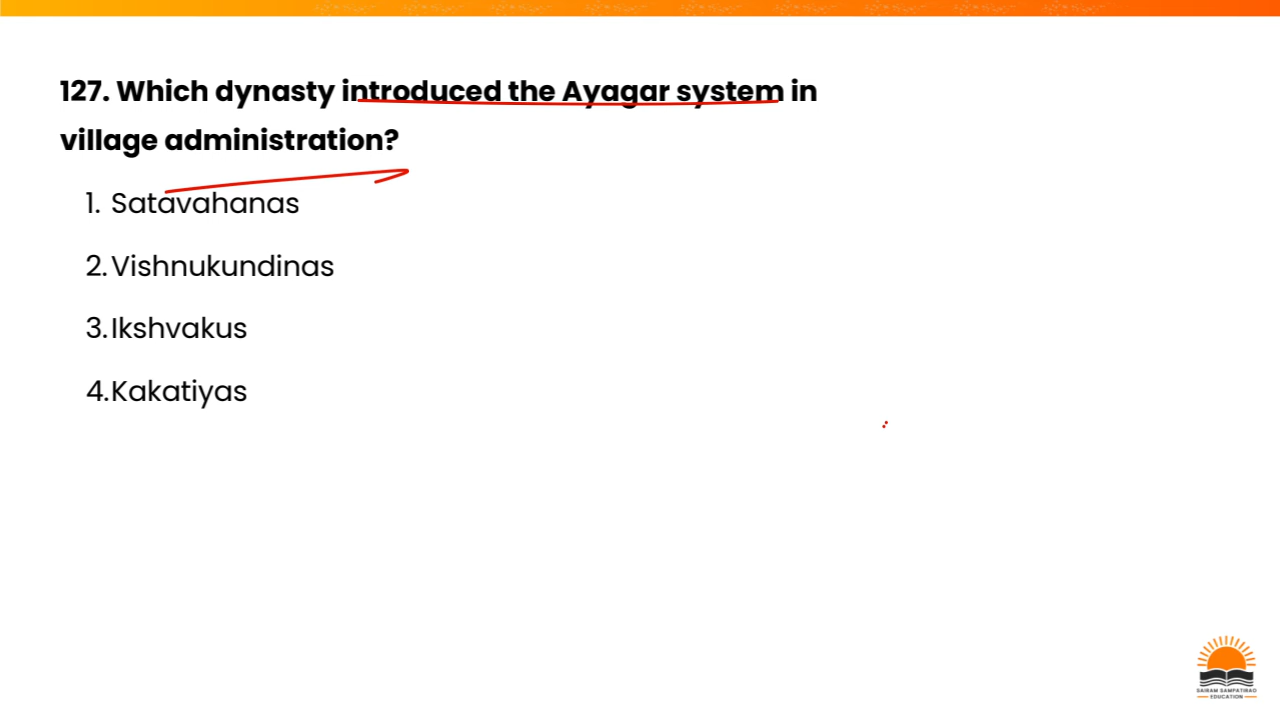 127. Which dynasty introduced the Ayagar system in
village administration?
1. Satavahanas
2. Vishnukundinas
3. Ikshvakus
4. Kakatiyas
SAIRAM SAMPATIRAO
EDUCATION